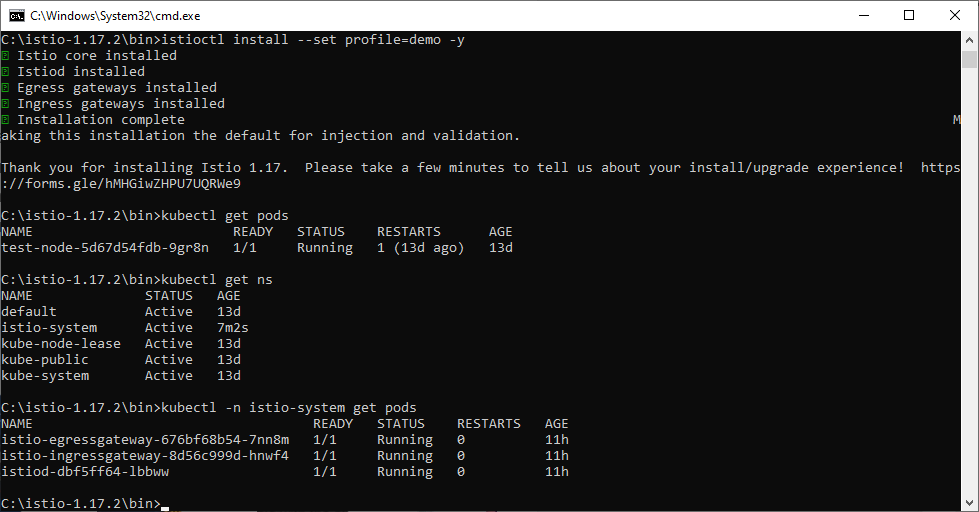 C:\Windows\System32\cmd.exe
C:\istio-1.17.2\bin>istioctl install --set profile=demo -y
Istio core installed
Istiod installed
Egress gateways installed
Ingress gateways installed
Installation complete M
aking this installation the default for injection and validation.
Thank you for installing Istio 1.17.  Please take a few minutes to tell us about your install/upgrade experience!  https
://forms.gle/hMHGiwZHPU7UQRWe9
C:\istio-1.17.2\bin>kubectl get pods
NAME                         READY   STATUS    RESTARTS      AGE
test-node-5d67d54fdb-9gr8n   1/1     Running   1 (13d ago)   13d
C:\istio-1.17.2\bin>kubectl get ns
NAME              STATUS   AGE
default           Active   13d
istio-system      Active   7m2s
kube-node-lease   Active   13d
kube-public       Active   13d
kube-system       Active   13d
C:\istio-1.17.2\bin>kubectl -n istio-system get pods
NAME                                   READY   STATUS    RESTARTS   AGE
istio-egressgateway-676bf68b54-7nn8m   1/1     Running   0          11h
istio-ingressgateway-8d56c999d-hnwf4   1/1     Running   0          11h
istiod-dbf5ff64-lbbww                  1/1     Running   0          11h
C:\istio-1.17.2\bin>